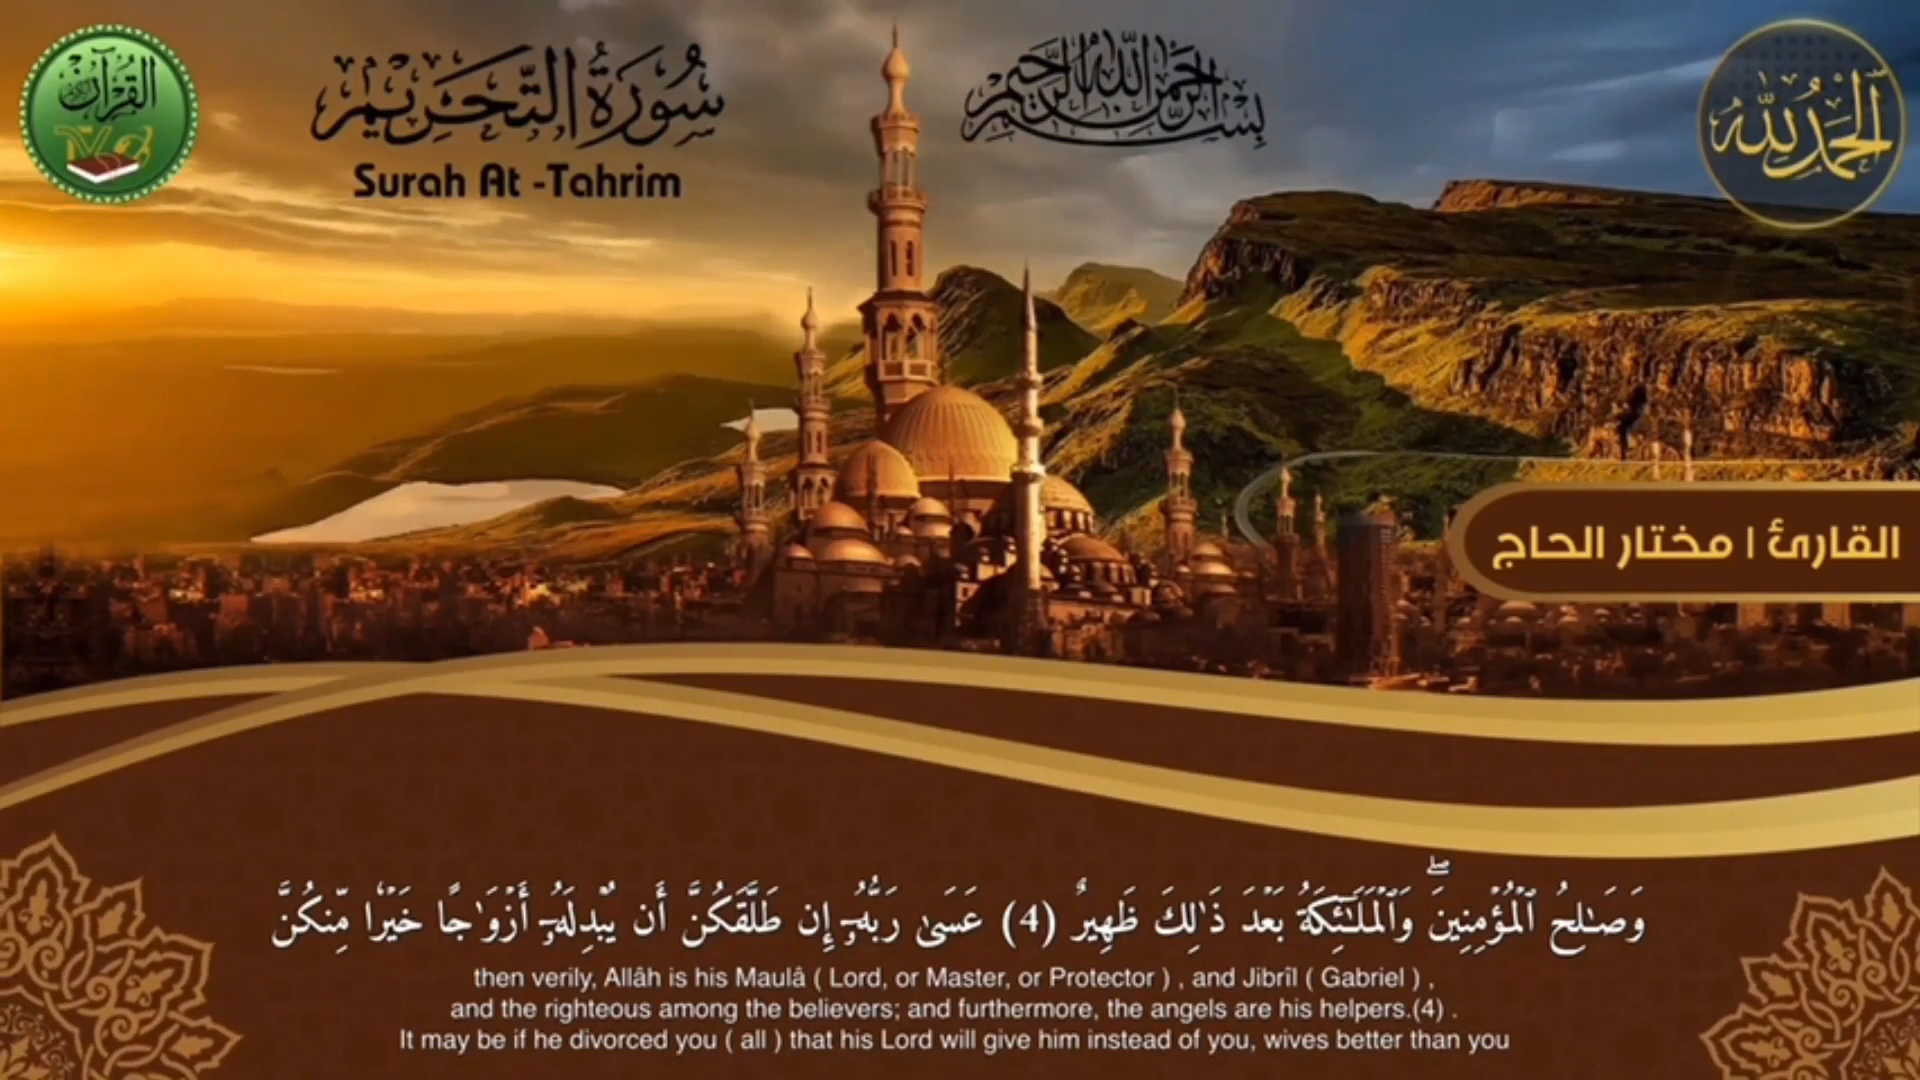 القرآن
سُورَةُ التَّحْرِيمِ
Surah At -Tahrim
بسم الله الرحمن الرحيم
الحمد لله
القارئ | مختار الحاج
وَصَـٰلِحُ ٱلْمُؤْمِنِينَ ۖ وَٱلْمَلَـٰٓئِكَةُ بَعْدَ ذَٰلِكَ ظَهِيرٌ (4) عَسَىٰ رَبُّهُۥٓ إِن طَلَّقَكُنَّ أَن يُبْدِلَهُۥٓ أَزْوَٰجًا خَيْرًا مِّنكُنَّ
then verily, Allâh is his Maulâ ( Lord, or Master, or Protector ) , and Jibrîl ( Gabriel ) ,
and the righteous among the believers; and furthermore, the angels are his helpers.(4) .
It may be if he divorced you ( all ) that his Lord will give him instead of you, wives better than you